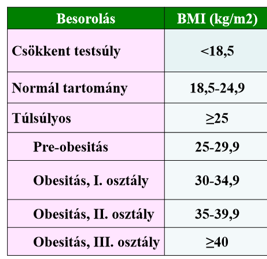 Besorolás BMI (kg/m2)
Csökkent testsúly <18,5
Normál tartomány 18,5-24,9
Túlsúlyos ≥25
Pre-obesitás 25-29,9
Obesitás, I. osztály 30-34,9
Obesitás, II. osztály 35-39,9
Obesitás, III. osztály ≥40